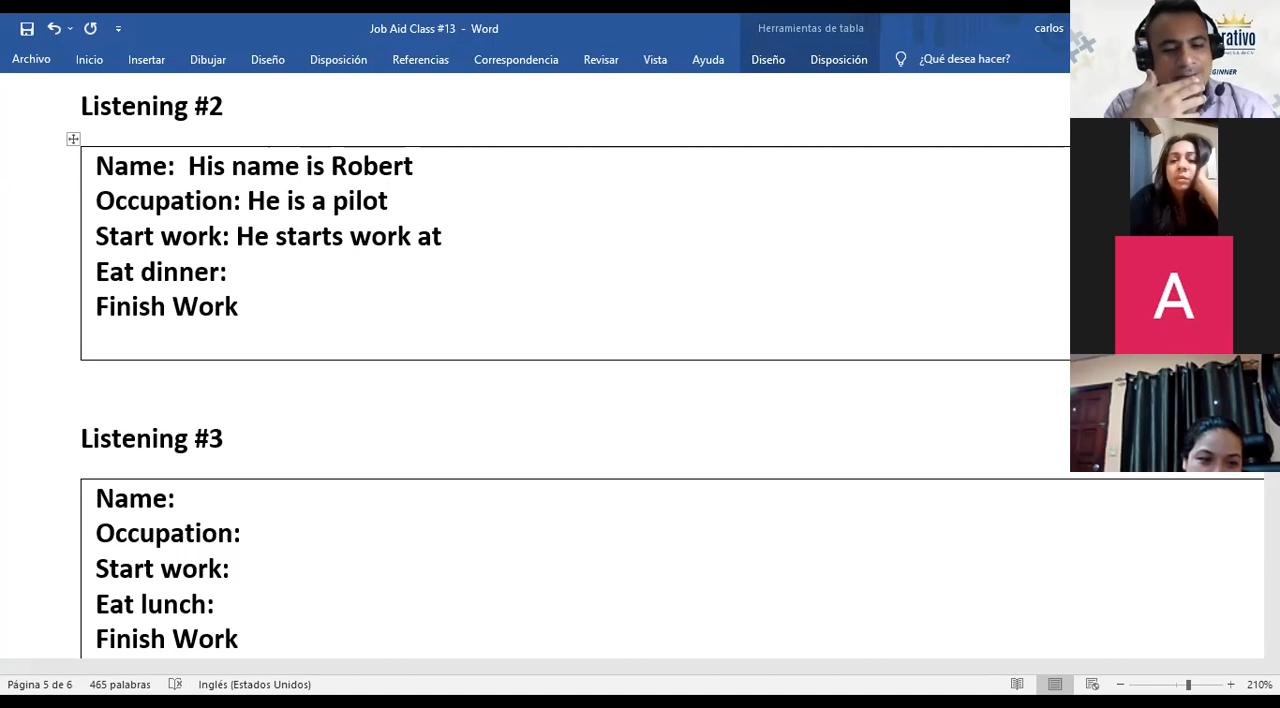 Job Aid Class #13 - Word
Herramientas de tabla
carlos
Archivo Inicio Insertar Dibujar Diseño Disposición Referencias Correspondencia Revisar Vista Ayuda Diseño Disposición ¿Qué desea hacer?
rativo
EGINNER
Listening #2
Name: His name is Robert
Occupation: He is a pilot
Start work: He starts work at
Eat dinner:
Finish Work
A
Listening #3
Name:
Occupation:
Start work:
Eat lunch:
Finish Work
Página 5 de 6 465 palabras Inglés (Estados Unidos) 210%